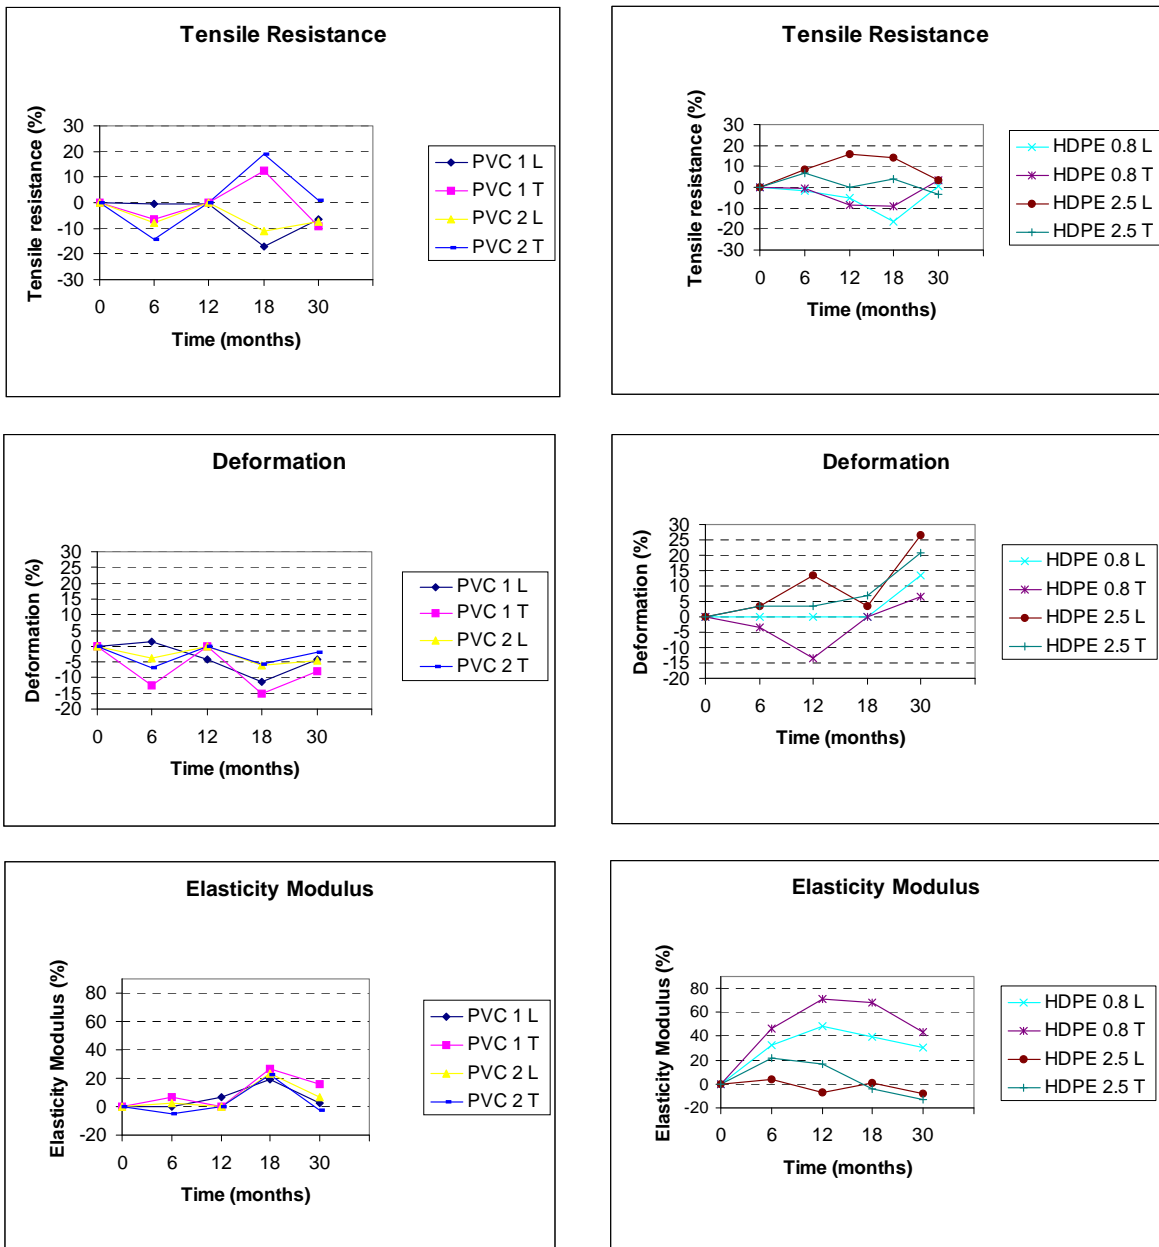 Tensile Resistance
Tensile resistance (%)
30
20
10
0
-10
-20
-30
0 6 12 18 30
Time (months)
PVC 1 L
PVC 1 T
PVC 2 L
PVC 2 T
Tensile Resistance
Tensile resistance (%)
30
20
10
0
-10
-20
-30
0 6 12 18 30
Time (months)
HDPE 0.8 L
HDPE 0.8 T
HDPE 2.5 L
HDPE 2.5 T
Deformation
Deformation (%)
30
25
20
15
10
5
0
-5
-10
-15
-20
0 6 12 18 30
Time (months)
PVC 1 L
PVC 1 T
PVC 2 L
PVC 2 T
Deformation
Deformation (%)
30
25
20
15
10
5
0
-5
-10
-15
-20
0 6 12 18 30
Time (months)
HDPE 0.8 L
HDPE 0.8 T
HDPE 2.5 L
HDPE 2.5 T
Elasticity Modulus
Elasticity Modulus (%)
80
60
40
20
0
-20
0 6 12 18 30
Time (months)
PVC 1 L
PVC 1 T
PVC 2 L
PVC 2 T
Elasticity Modulus
Elasticity Modulus (%)
80
60
40
20
0
-20
0 6 12 18 30
Time (months)
HDPE 0.8 L
HDPE 0.8 T
HDPE 2.5 L
HDPE 2.5 T